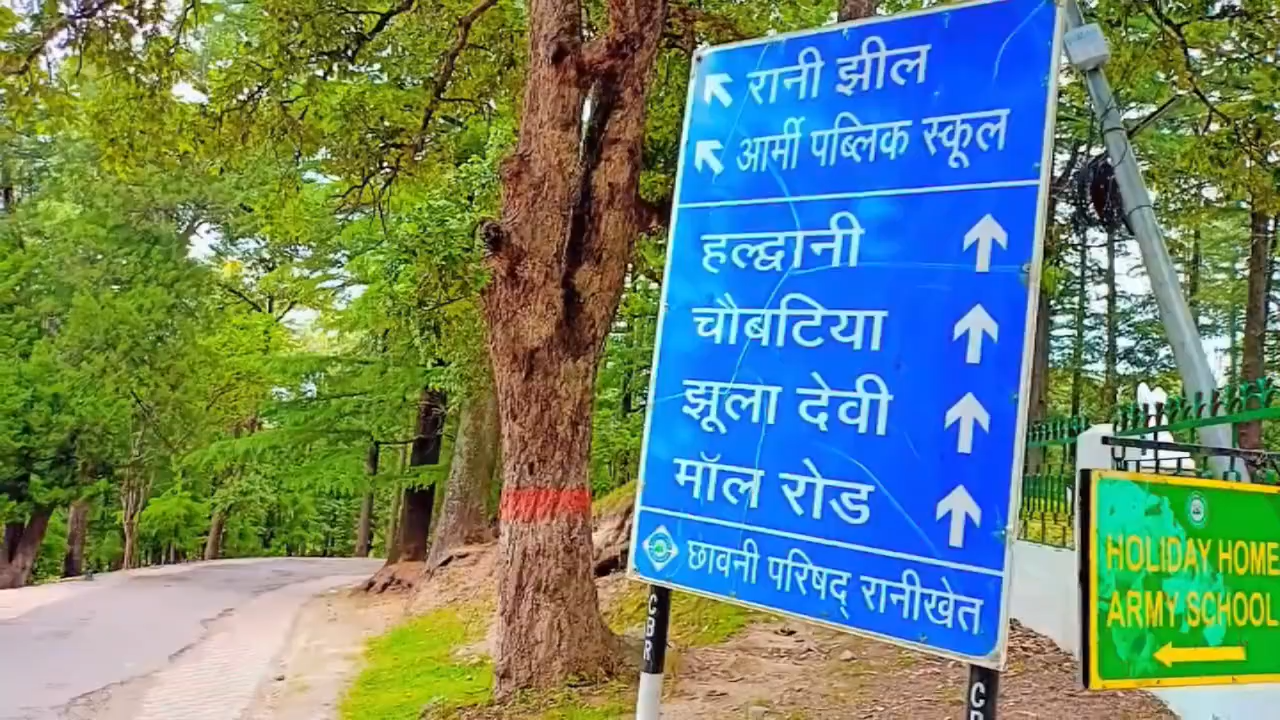 रानी झील
आर्मी पब्लिक स्कूल
हल्द्वानी
चौबटिया
झूला देवी
मॉल रोड
छावनी परिषद् रानीखेत
CBR
HOLIDAY HOME
ARMY SCHOOL